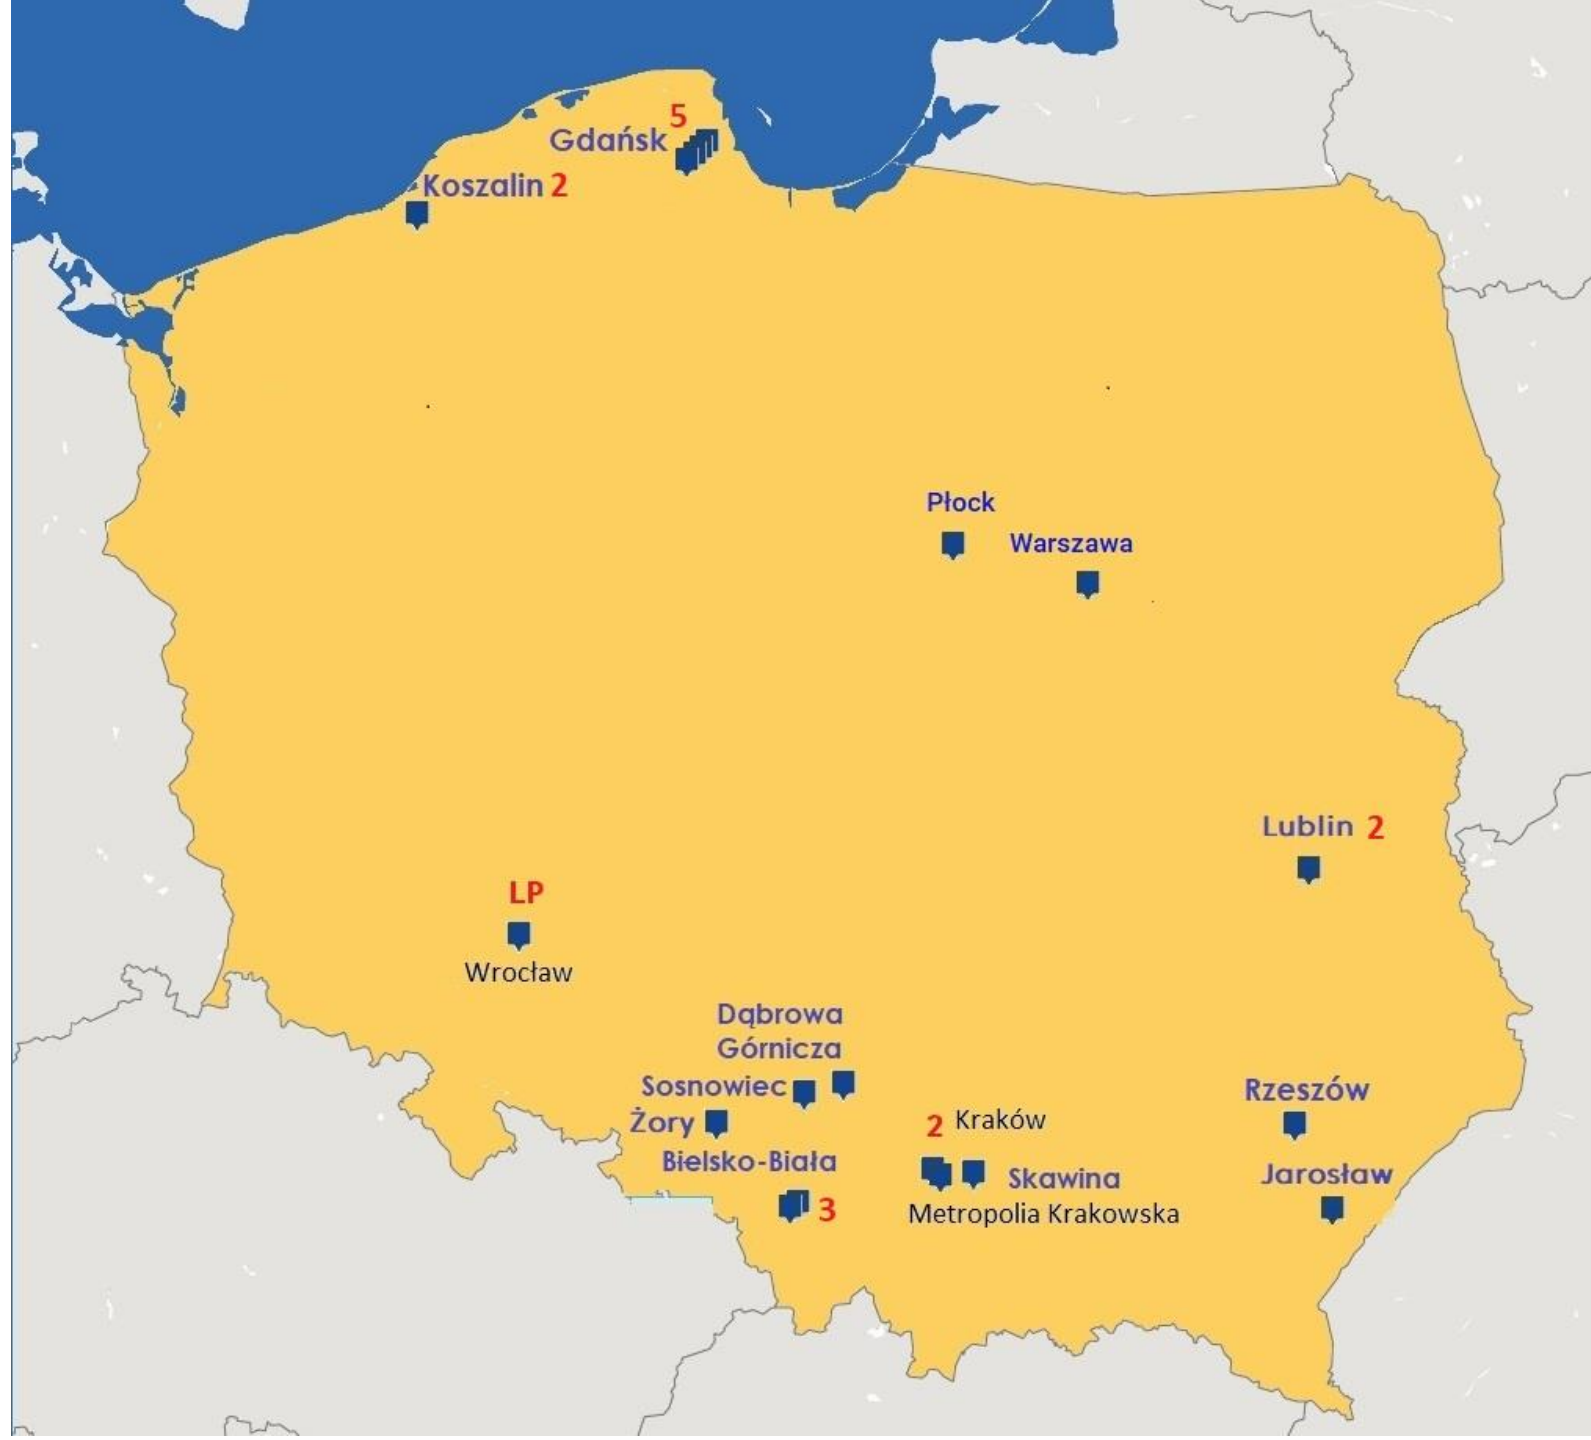 5
Gdańsk
Koszalin 2
Płock
Warszawa
Lublin 2
LP
Wrocław
Dąbrowa
Górnicza
Sosnowiec
Żory
Bielsko-Biała
3
2 Kraków
Skawina
Metropolia Krakowska
Rzeszów
Jarosław